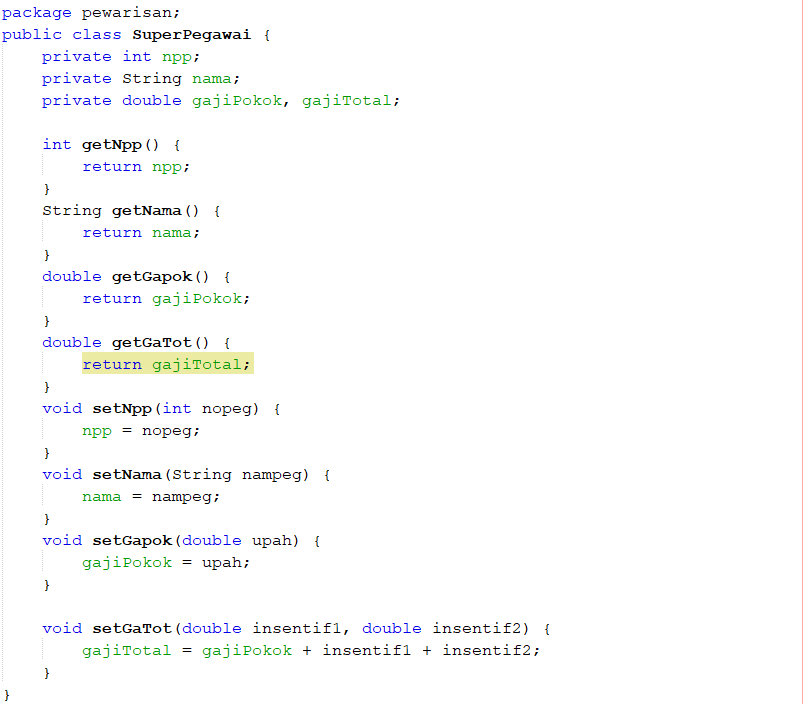 package pewarisan;
public class SuperPegawai {
    private int npp;
    private String nama;
    private double gajiPokok, gajiTotal;

    int getNpp() {
        return npp;
    }
    String getNama() {
        return nama;
    }
    double getGapok() {
        return gajiPokok;
    }
    double getGaTot() {
        return gajiTotal;
    }
    void setNpp(int nopeg) {
        npp = nopeg;
    }
    void setNama(String nampeg) {
        nama = nampeg;
    }
    void setGapok(double upah) {
        gajiPokok = upah;
    }

    void setGaTot(double insentif1, double insentif2) {
        gajiTotal = gajiPokok + insentif1 + insentif2;
    }
}